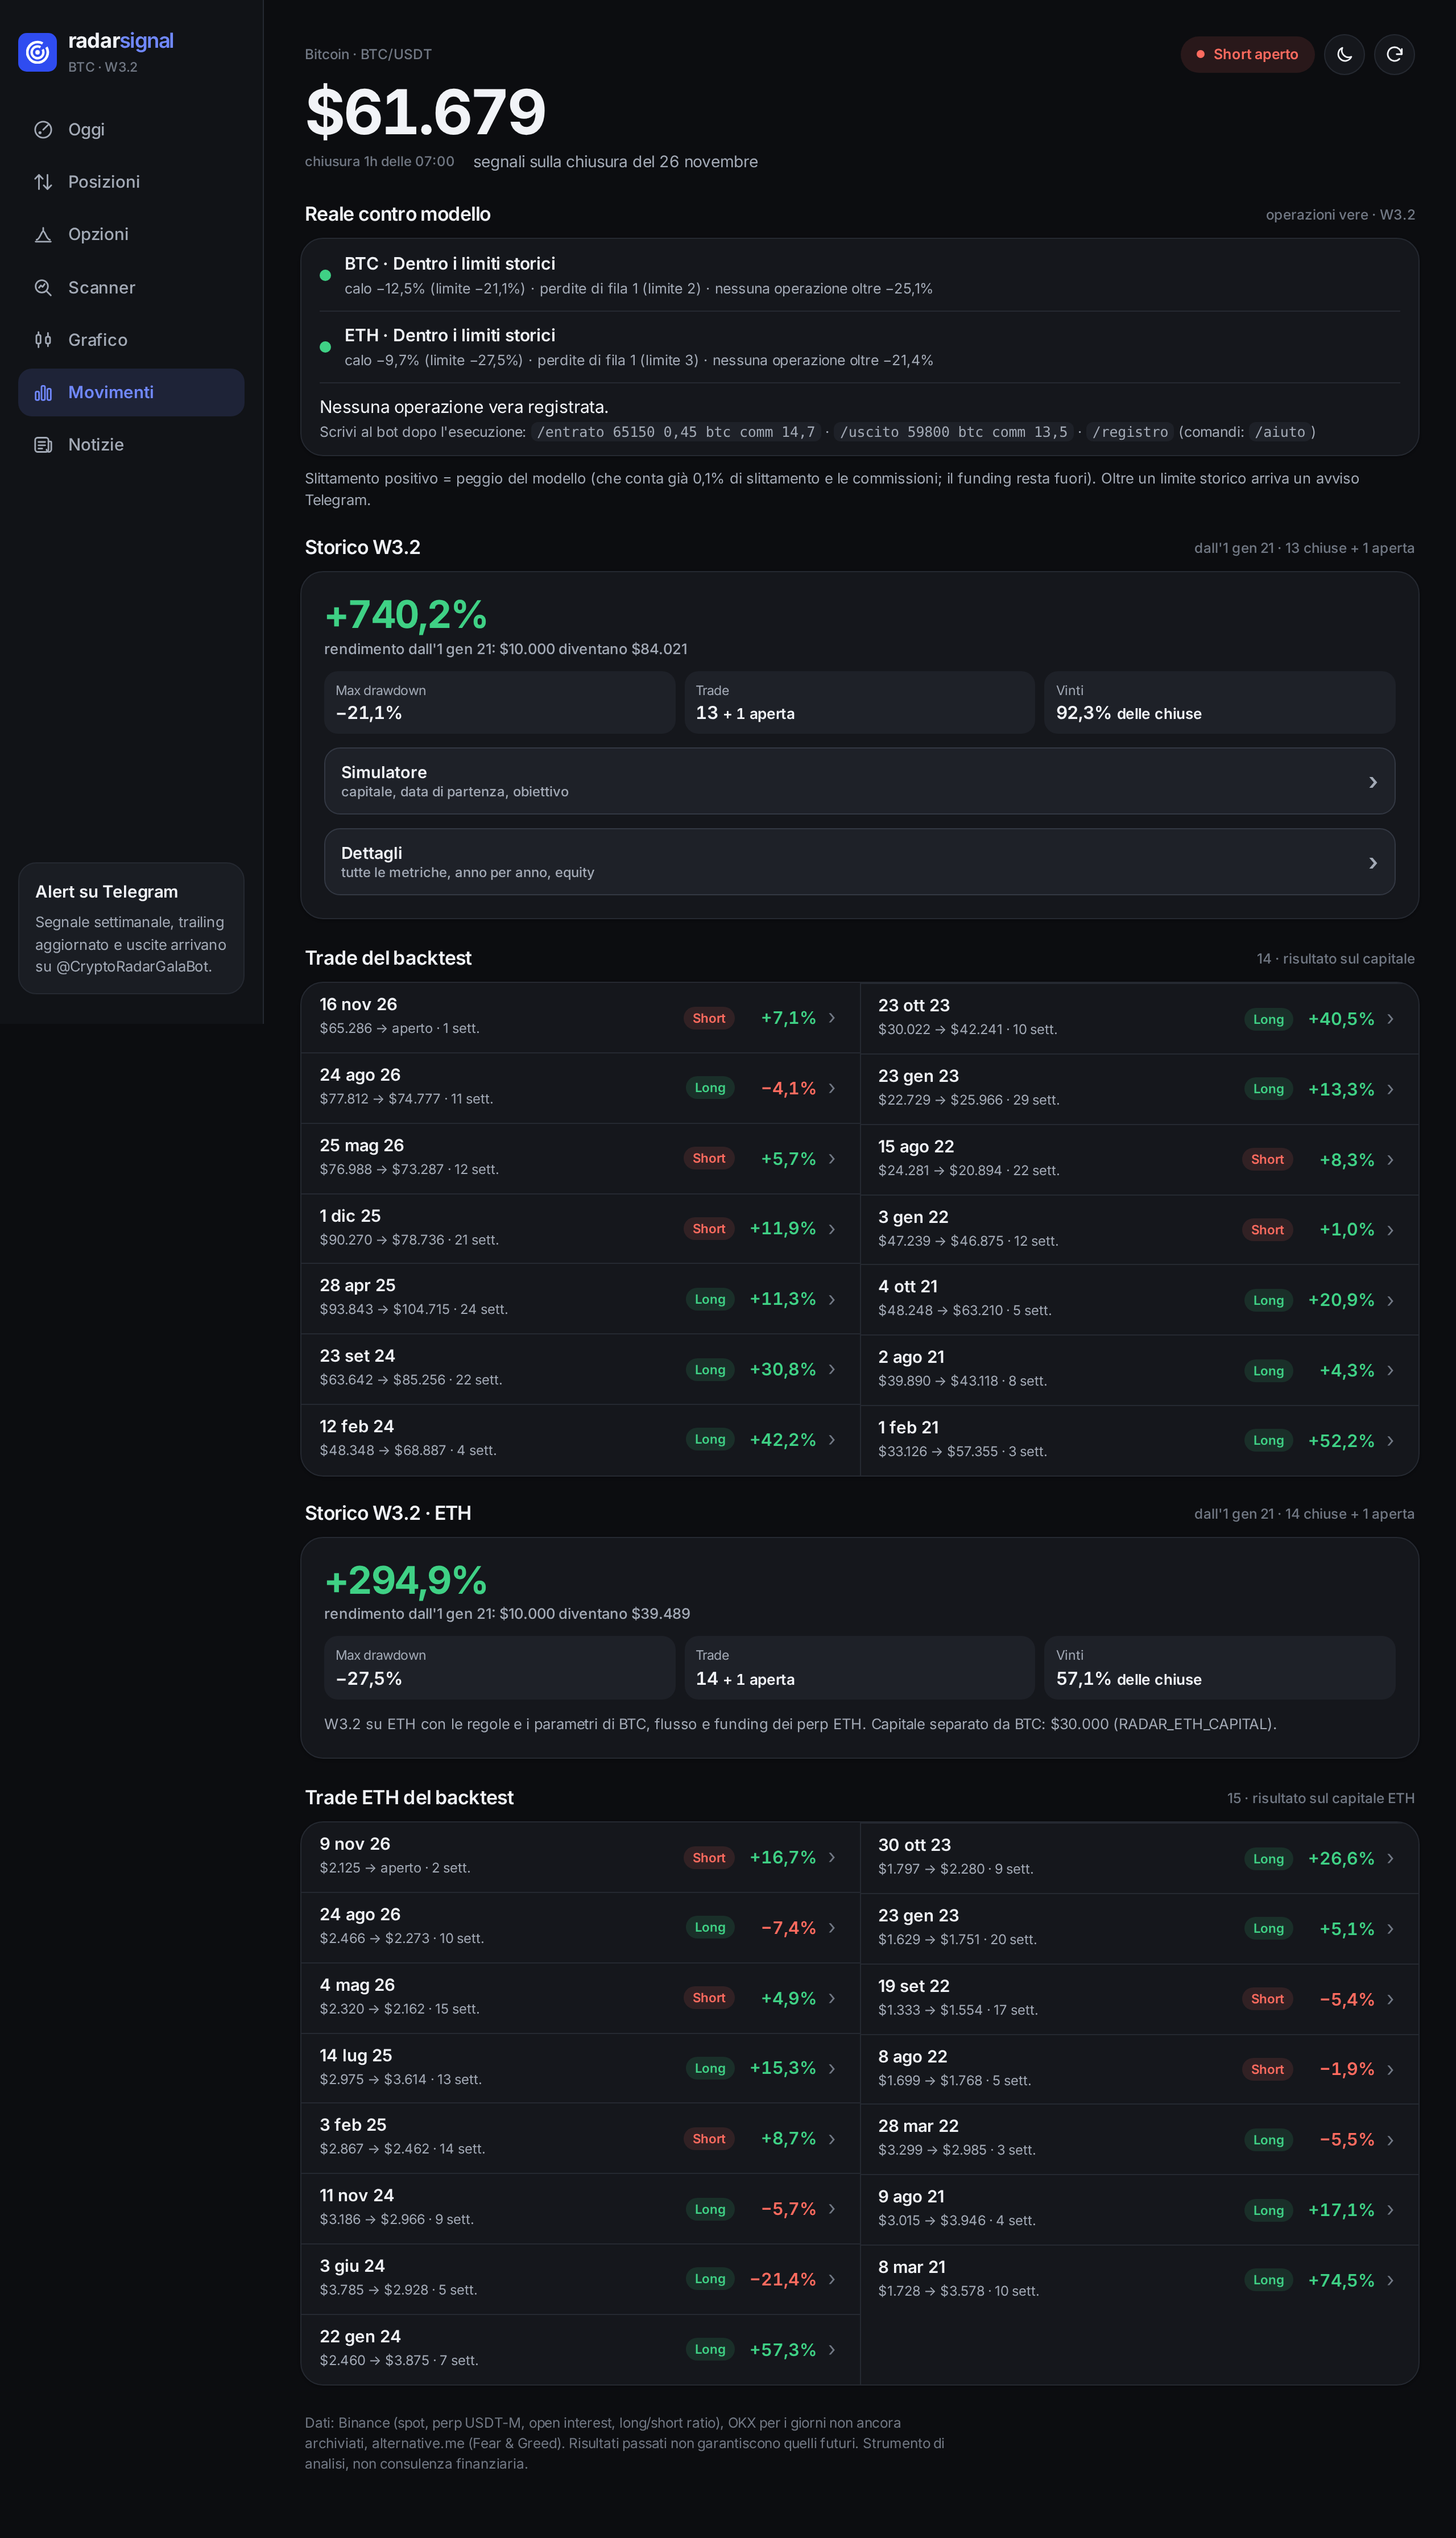 radarsignal
BTC · W3.2
Oggi
Posizioni
Opzioni
Scanner
Grafico
Movimenti
Notizie
Alert su Telegram
Segnale settimanale, trailing
aggiornato e uscite arrivano
su @CryptoRadarGalaBot.
Bitcoin · BTC/USDT
Short aperto
$61.679
chiusura 1h delle 07:00 segnali sulla chiusura del 26 novembre
Reale contro modello
operazioni vere · W3.2
BTC · Dentro i limiti storici
calo −12,5% (limite −21,1%) · perdite di fila 1 (limite 2) · nessuna operazione oltre −25,1%
ETH · Dentro i limiti storici
calo −9,7% (limite −27,5%) · perdite di fila 1 (limite 3) · nessuna operazione oltre −21,4%
Nessuna operazione vera registrata.
Scrivi al bot dopo l'esecuzione: /entrato 65150 0,45 btc comm 14,7 · /uscito 59800 btc comm 13,5 · /registro (comandi: /aiuto)
Slittamento positivo = peggio del modello (che conta già 0,1% di slittamento e le commissioni; il funding resta fuori). Oltre un limite storico arriva un avviso
Telegram.
Storico W3.2
dall'1 gen 21 · 13 chiuse + 1 aperta
+740,2%
rendimento dall'1 gen 21: $10.000 diventano $84.021
Max drawdown
−21,1%
Trade
13 + 1 aperta
Vinti
92,3% delle chiuse
Simulatore
capitale, data di partenza, obiettivo
Dettagli
tutte le metriche, anno per anno, equity
Trade del backtest
14 · risultato sul capitale
16 nov 26
$65.286 → aperto · 1 sett.
Short +7,1%
24 ago 26
$77.812 → $74.777 · 11 sett.
Long −4,1%
25 mag 26
$76.988 → $73.287 · 12 sett.
Short +5,7%
1 dic 25
$90.270 → $78.736 · 21 sett.
Short +11,9%
28 apr 25
$93.843 → $104.715 · 24 sett.
Long +11,3%
23 set 24
$63.642 → $85.256 · 22 sett.
Long +30,8%
12 feb 24
$48.348 → $68.887 · 4 sett.
Long +42,2%
23 ott 23
$30.022 → $42.241 · 10 sett.
Long +40,5%
23 gen 23
$22.729 → $25.966 · 29 sett.
Long +13,3%
15 ago 22
$24.281 → $20.894 · 22 sett.
Short +8,3%
3 gen 22
$47.239 → $46.875 · 12 sett.
Short +1,0%
4 ott 21
$48.248 → $63.210 · 5 sett.
Long +20,9%
2 ago 21
$39.890 → $43.118 · 8 sett.
Long +4,3%
1 feb 21
$33.126 → $57.355 · 3 sett.
Long +52,2%
Storico W3.2 · ETH
dall'1 gen 21 · 14 chiuse + 1 aperta
+294,9%
rendimento dall'1 gen 21: $10.000 diventano $39.489
Max drawdown
−27,5%
Trade
14 + 1 aperta
Vinti
57,1% delle chiuse
W3.2 su ETH con le regole e i parametri di BTC, flusso e funding dei perp ETH. Capitale separato da BTC: $30.000 (RADAR_ETH_CAPITAL).
Trade ETH del backtest
15 · risultato sul capitale ETH
9 nov 26
$2.125 → aperto · 2 sett.
Short +16,7%
24 ago 26
$2.466 → $2.273 · 10 sett.
Long −7,4%
4 mag 26
$2.320 → $2.162 · 15 sett.
Short +4,9%
14 lug 25
$2.975 → $3.614 · 13 sett.
Long +15,3%
3 feb 25
$2.867 → $2.462 · 14 sett.
Short +8,7%
11 nov 24
$3.186 → $2.966 · 9 sett.
Long −5,7%
3 giu 24
$3.785 → $2.928 · 5 sett.
Long −21,4%
22 gen 24
$2.460 → $3.875 · 7 sett.
Long +57,3%
30 ott 23
$1.797 → $2.280 · 9 sett.
Long +26,6%
23 gen 23
$1.629 → $1.751 · 20 sett.
Long +5,1%
19 set 22
$1.333 → $1.554 · 17 sett.
Short −5,4%
8 ago 22
$1.699 → $1.768 · 5 sett.
Short −1,9%
28 mar 22
$3.299 → $2.985 · 3 sett.
Long −5,5%
9 ago 21
$3.015 → $3.946 · 4 sett.
Long +17,1%
8 mar 21
$1.728 → $3.578 · 10 sett.
Long +74,5%
Dati: Binance (spot, perp USDT-M, open interest, long/short ratio), OKX per i giorni non ancora
archiviati, alternative.me (Fear & Greed). Risultati passati non garantiscono quelli futuri. Strumento di
analisi, non consulenza finanziaria.